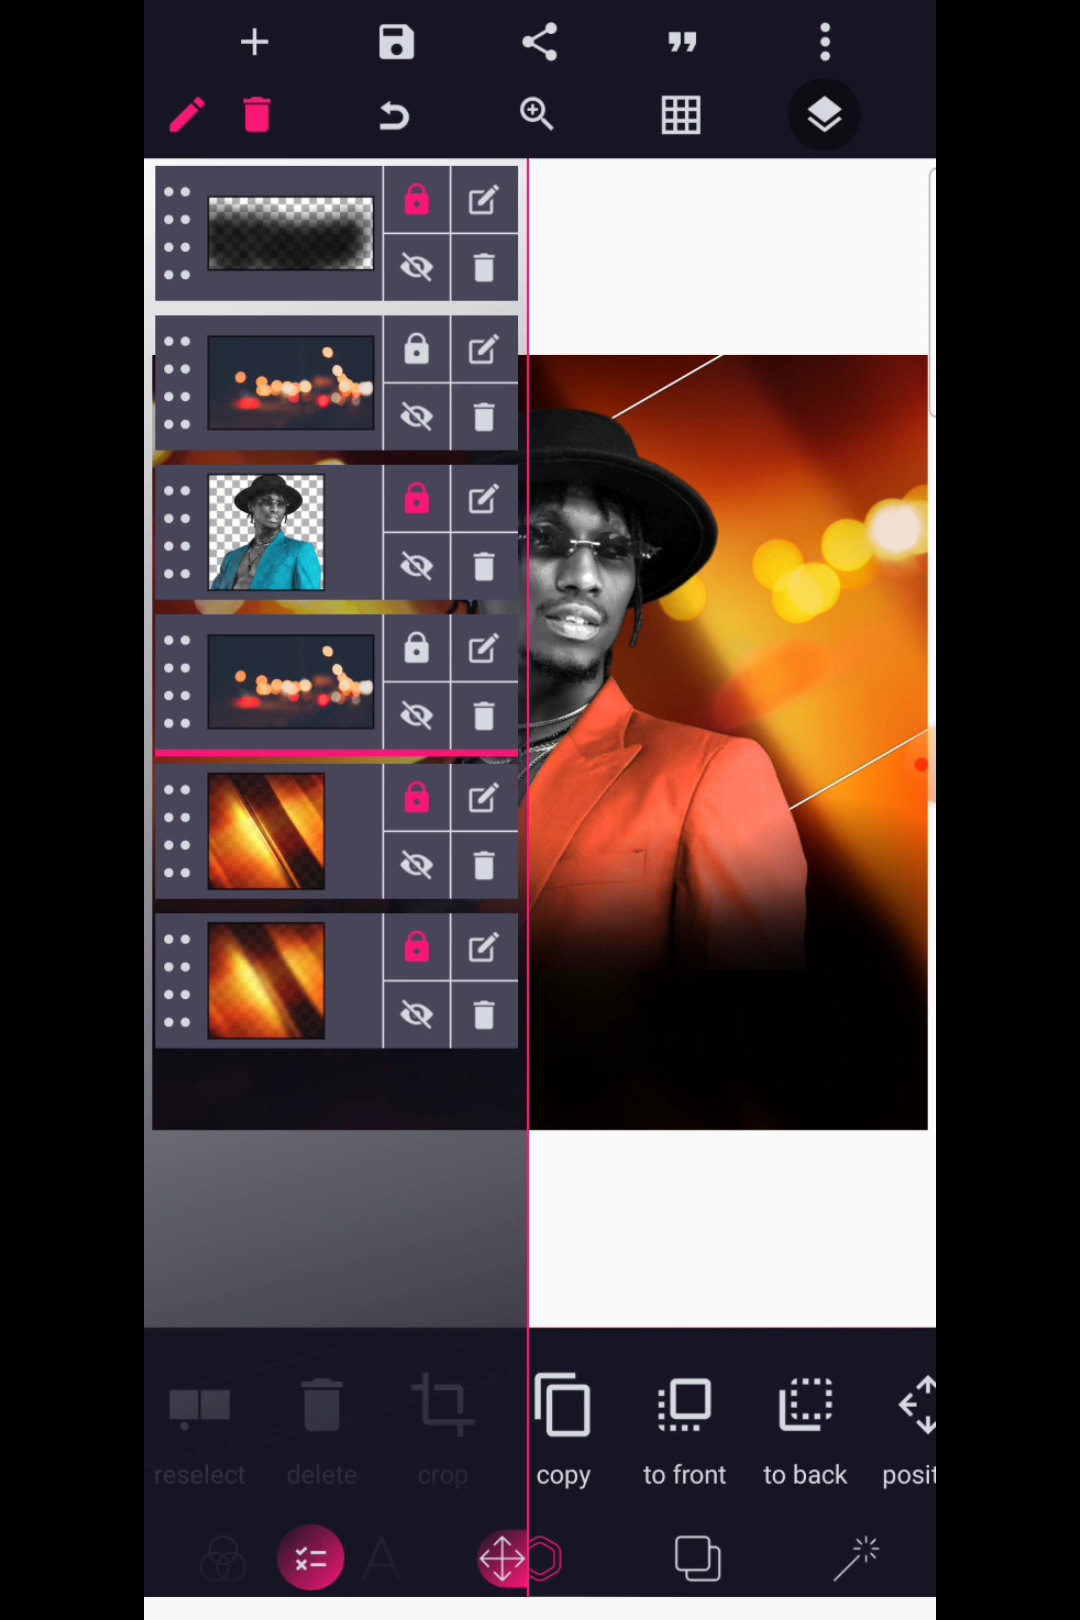 reselect
delete
crop
copy
to front
to back
posit